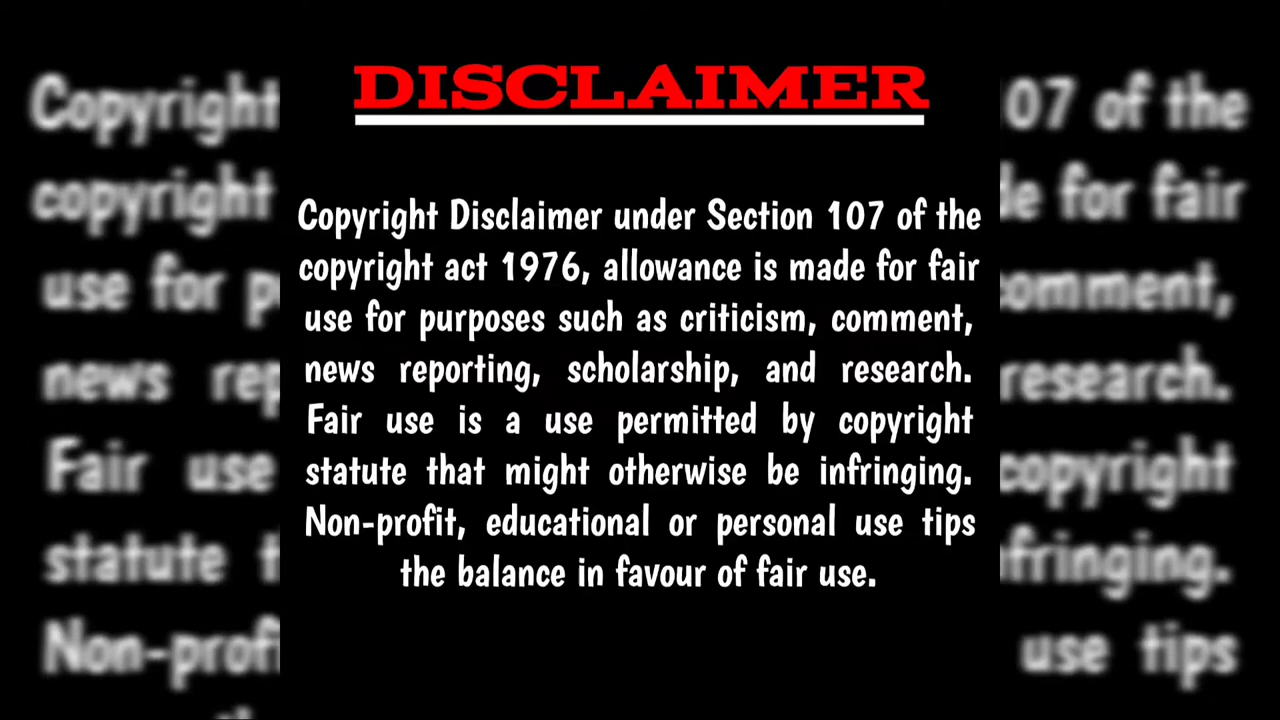 DISCLAIMER
Copyright Disclaimer under Section 107 of the
copyright act 1976, allowance is made for fair
use for purposes such as criticism, comment,
news reporting, scholarship, and research.
Fair use is a use permitted by copyright
statute that might otherwise be infringing.
Non-profit, educational or personal use tips
the balance in favour of fair use.